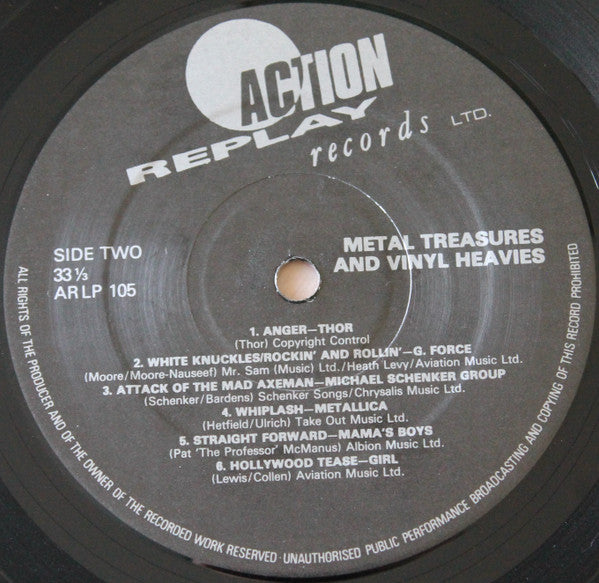 ACTION
REPLAY
records LTD.
METAL TREASURES
AND VINYL HEAVIES
SIDE TWO
33 ⅓
ARLP 105
1. ANGER—THOR
(Thor) Copyright Control
2. WHITE KNUCKLES/ROCKIN' AND ROLLIN'—G. FORCE
(Moore/Moore-Nauseef) Mr. Sam (Music) Ltd./Heath Levy/Aviation Music Ltd.
3. ATTACK OF THE MAD AXEMAN—MICHAEL SCHENKER GROUP
(Schenker/Bardens) Schenker Songs/Chrysalis Music Ltd.
4. WHIPLASH—METALLICA
(Hetfield/Ulrich) Take Out Music Ltd.
5. STRAIGHT FORWARD—MAMA'S BOYS
(Pat 'The Professor' McManus) Albion Music Ltd.
6. HOLLYWOOD TEASE—GIRL
(Lewis/Collen) Aviation Music Ltd.
ALL RIGHTS OF THE PRODUCER AND OF THE OWNER OF THE RECORDED WORK RESERVED · UNAUTHORISED PUBLIC PERFORMANCE BROADCASTING AND COPYING OF THIS RECORD PROHIBITED